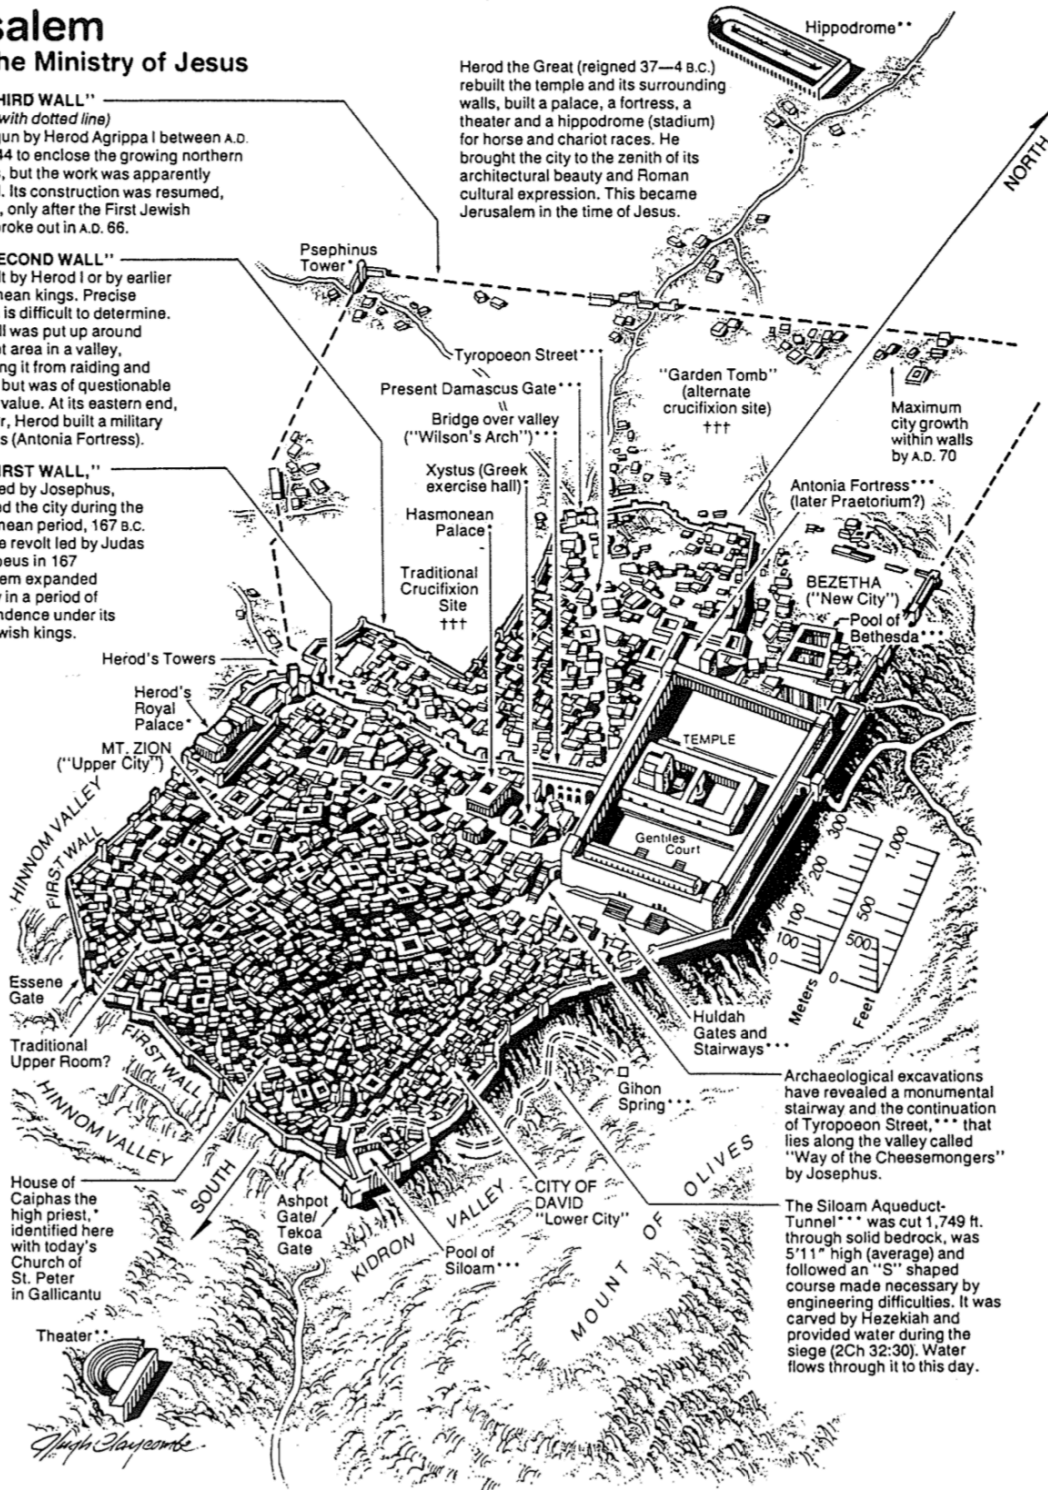 salem
he Ministry of Jesus
HIRD WALL"
with dotted line)
gun by Herod Agrippa I between A.D.
44 to enclose the growing northern
, but the work was apparently
. Its construction was resumed,
, only after the First Jewish
roke out in A.D. 66.
ECOND WALL"
lt by Herod I or by earlier
nean kings. Precise
is difficult to determine.
ll was put up around
t area in a valley,
ng it from raiding and
but was of questionable
value. At its eastern end,
r, Herod built a military
s (Antonia Fortress).
IRST WALL,"
ed by Josephus,
ed the city during the
nean period, 167 B.C.
e revolt led by Judas
beus in 167
em expanded
y in a period of
ndence under its
wish kings.
Herod the Great (reigned 37—4 B.C.)
rebuilt the temple and its surrounding
walls, built a palace, a fortress, a
theater and a hippodrome (stadium)
for horse and chariot races. He
brought the city to the zenith of its
architectural beauty and Roman
cultural expression. This became
Jerusalem in the time of Jesus.
Hippodrome**
NORTH
Psephinus
Tower*
Tyropoeon Street***
Present Damascus Gate***
Bridge over valley
("Wilson's Arch")***
Xystus (Greek
exercise hall)*
Hasmonean
Palace*
Traditional
Crucifixion
Site
†††
"Garden Tomb"
(alternate
crucifixion site)
†††
Maximum
city growth
within walls
by A.D. 70
Antonia Fortress***
(later Praetorium?)
BEZETHA
("New City")
Pool of
Bethesda***
Herod's Towers
Herod's
Royal
Palace*
MT. ZION
("Upper City")
HINNOM VALLEY
FIRST WALL
TEMPLE
Gentiles
Court
300
200
100
100
0
Meters
1,000
500
500
0
Feet
Essene
Gate
Traditional
Upper Room?
FIRST WALL
HINNOM VALLEY
Huldah
Gates and
Stairways***
Gihon
Spring***
Archaeological excavations
have revealed a monumental
stairway and the continuation
of Tyropoeon Street,*** that
lies along the valley called
"Way of the Cheesemongers"
by Josephus.
House of
Caiphas the
high priest,*
identified here
with today's
Church of
St. Peter
in Gallicantu
SOUTH
Ashpot
Gate/
Tekoa
Gate
KIDRON VALLEY
Pool of
Siloam***
CITY OF
DAVID
"Lower City"
MOUNT OF OLIVES
The Siloam Aqueduct-
Tunnel*** was cut 1,749 ft.
through solid bedrock, was
5'11" high (average) and
followed an "S" shaped
course made necessary by
engineering difficulties. It was
carved by Hezekiah and
provided water during the
siege (2Ch 32:30). Water
flows through it to this day.
Theater**
Hugh Claycombe